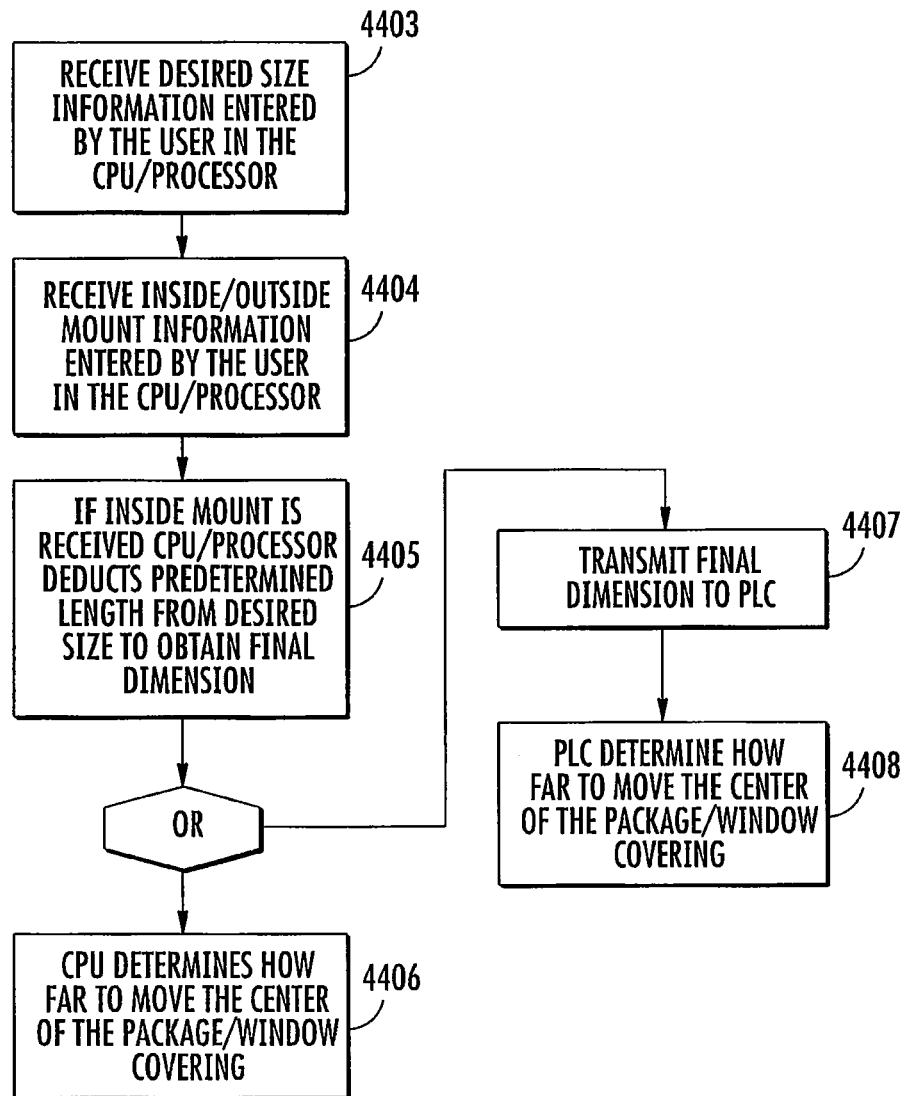 4403
RECEIVE DESIRED SIZE
INFORMATION ENTERED
BY THE USER IN THE
CPU/PROCESSOR
4404
RECEIVE INSIDE/OUTSIDE
MOUNT INFORMATION
ENTERED BY THE USER
IN THE CPU/PROCESSOR
4405
IF INSIDE MOUNT IS
RECEIVED CPU/PROCESSOR
DEDUCTS PREDETERMINED
LENGTH FROM DESIRED
SIZE TO OBTAIN FINAL
DIMENSION
OR
4406
CPU DETERMINES HOW
FAR TO MOVE THE CENTER
OF THE PACKAGE/WINDOW
COVERING
4407
TRANSMIT FINAL
DIMENSION TO PLC
4408
PLC DETERMINE HOW
FAR TO MOVE THE CENTER
OF THE PACKAGE/WINDOW
COVERING